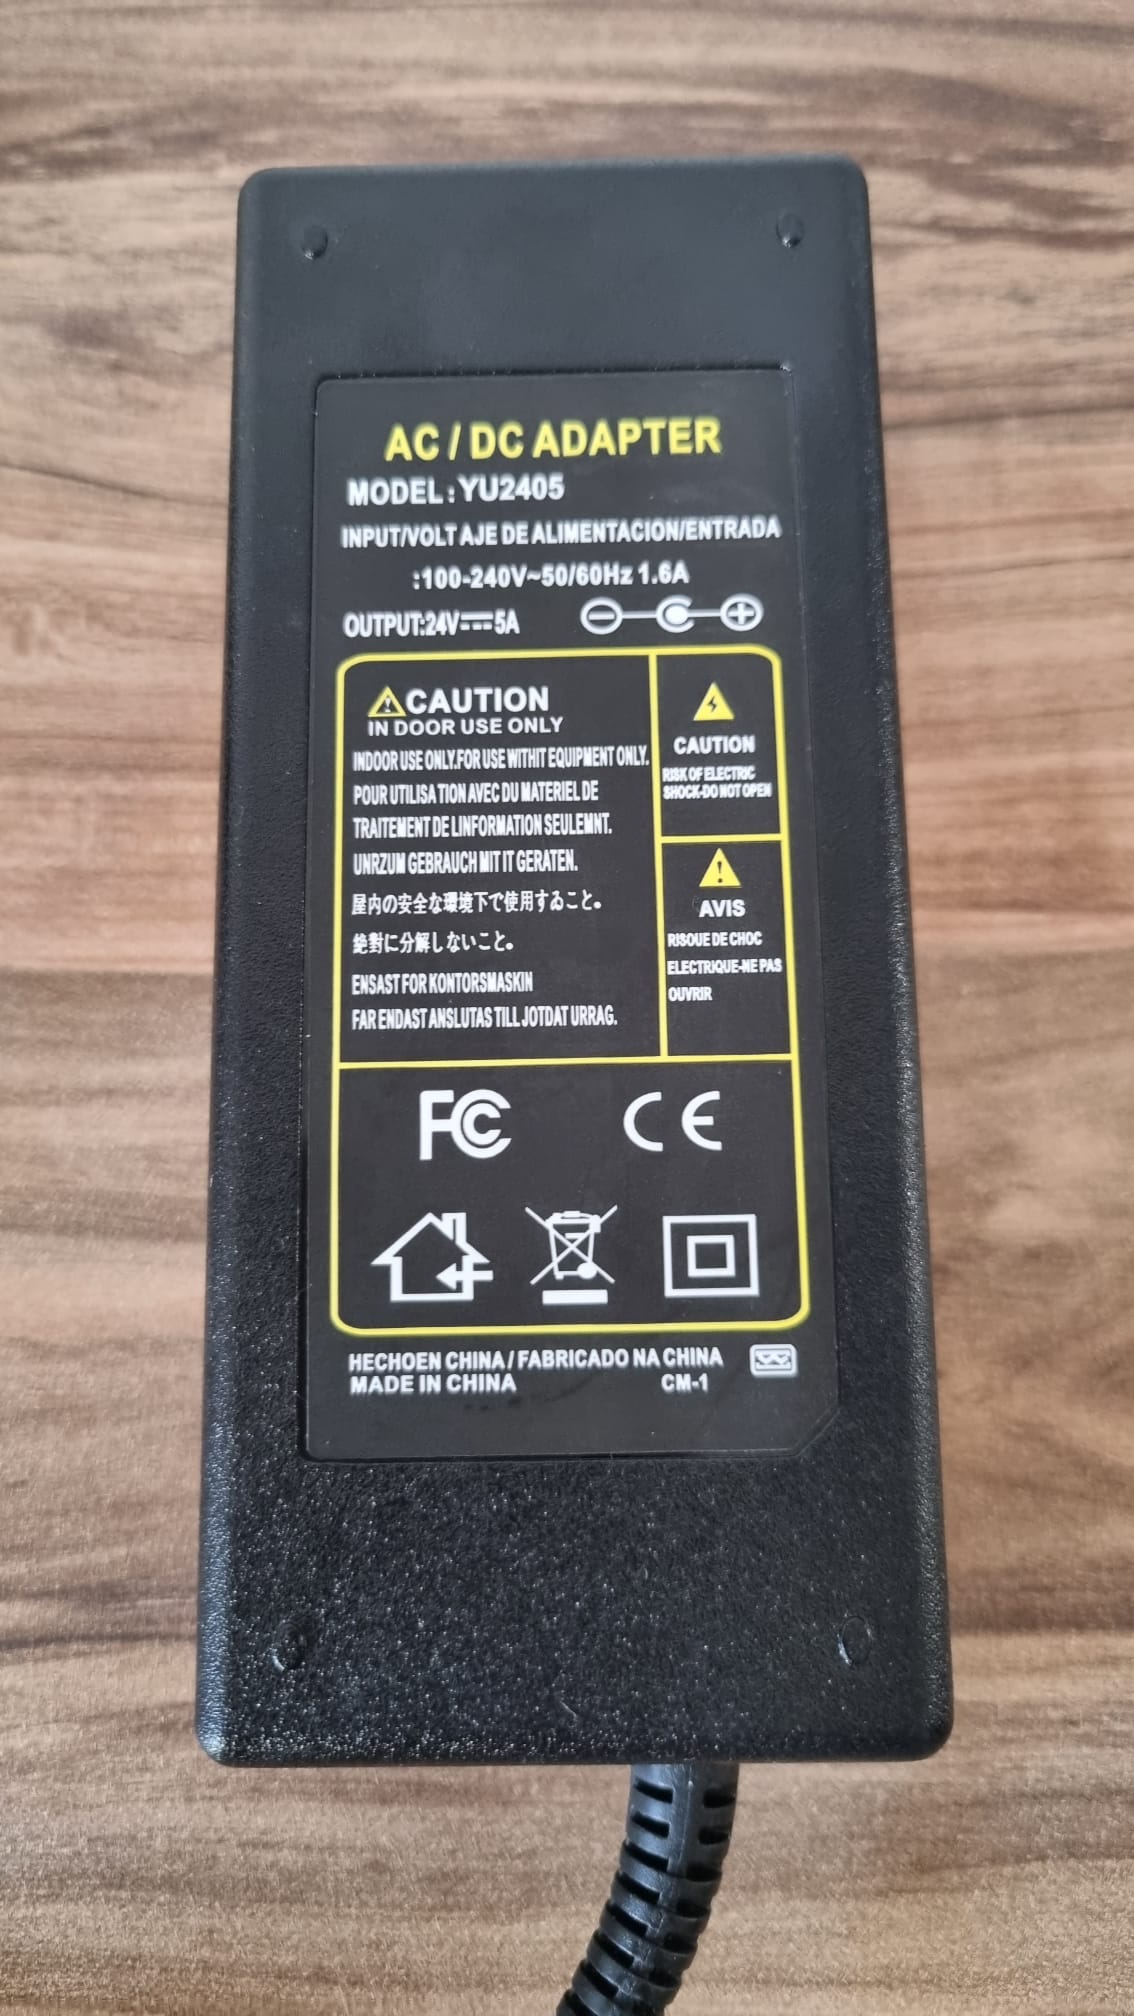 AC / DC ADAPTER
MODEL: YU2405
INPUT/VOLT AJE DE ALIMENTACION/ENTRADA
:100-240V~50/60Hz 1.6A
OUTPUT:24V⎓5A
CAUTION
IN DOOR USE ONLY
INDOOR USE ONLY.FOR USE WITHIT EQUIPMENT ONLY.
POUR UTILISA TION AVEC DU MATERIEL DE
TRAITEMENT DE LINFORMATION SEULEMNT.
UNRZUM GEBRAUCH MIT IT GERATEN.
屋内の安全な環境下で使用すゐこと。
絶對に分解しないこと。
ENSAST FOR KONTORSMASKIN
FAR ENDAST ANSLUTAS TILL JOTDAT URRAG.
CAUTION
RISK OF ELECTRIC
SHOCK-DO NOT OPEN
AVIS
RISOUE DE CHOC
ELECTRIQUE-NE PAS
OUVRIR
FC CE
HECHOEN CHINA / FABRICADO NA CHINA
MADE IN CHINA CM-1